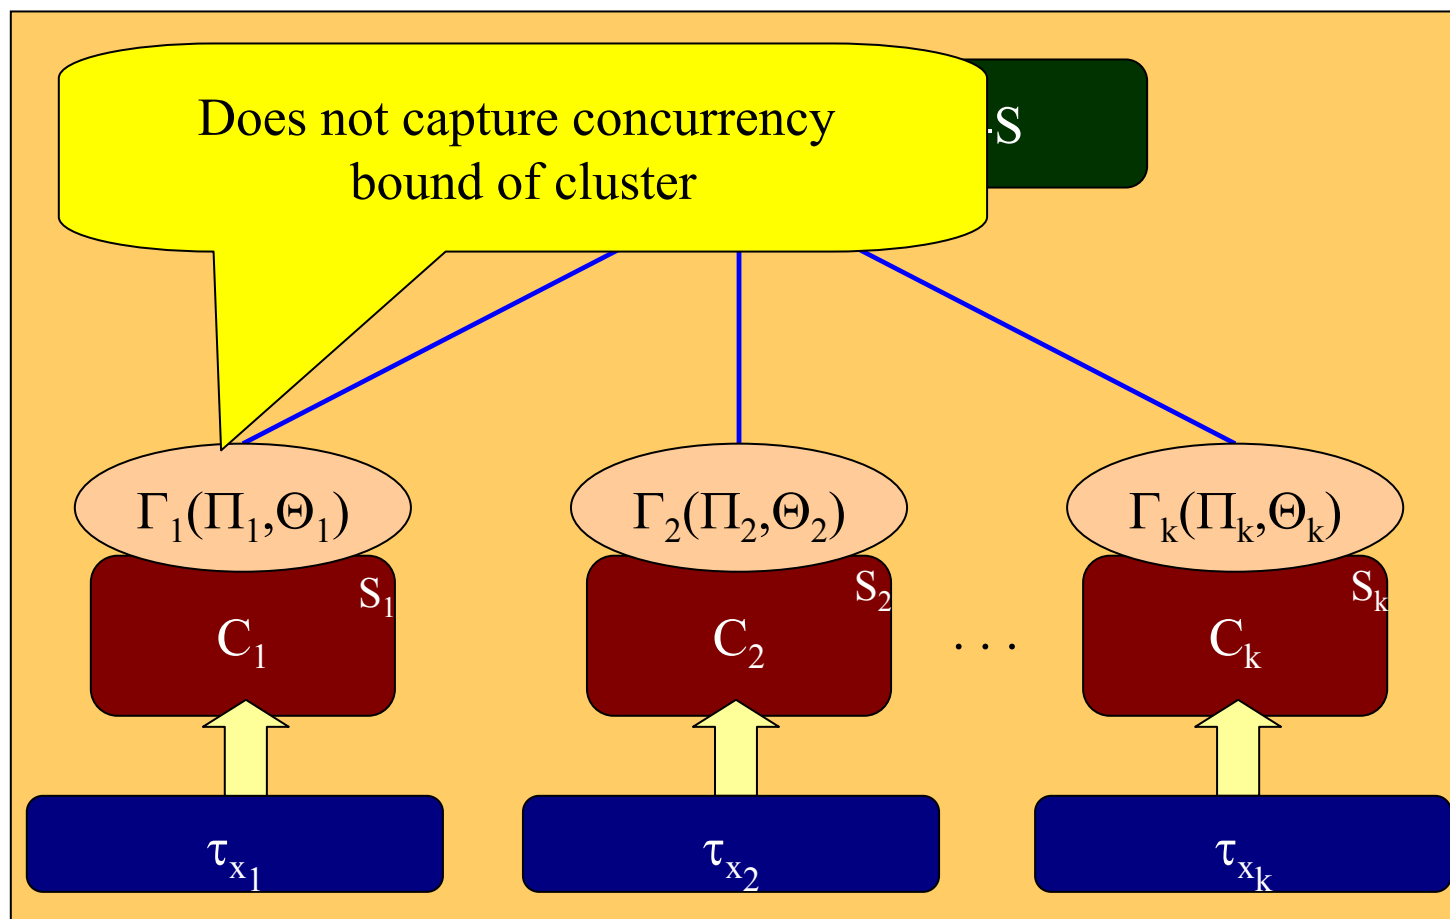 Does not capture concurrency
bound of cluster
-S
Γ₁(Π₁,Θ₁)
Γ₂(Π₂,Θ₂)
Γₖ(Πₖ,Θₖ)
S₁
S₂
Sₖ
C₁
C₂
. . .
Cₖ
τₓ₁
τₓ₂
τₓₖ